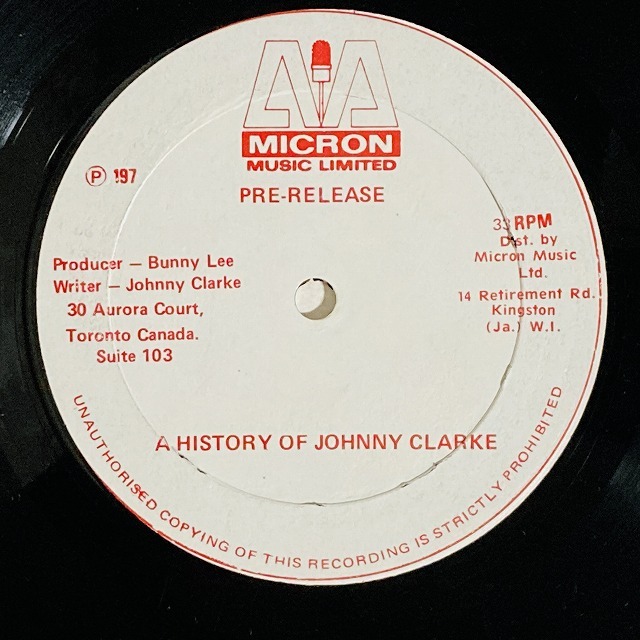 MICRON
MUSIC LIMITED
PRE-RELEASE
℗ 197
33 RPM
Dist. by
Micron Music
Ltd.
14 Retirement Rd.
Kingston
(Ja.) W.I.
Producer – Bunny Lee
Writer – Johnny Clarke
30 Aurora Court,
Toronto Canada.
Suite 103
A HISTORY OF JOHNNY CLARKE
UNAUTHORISED COPYING OF THIS RECORDING IS STRICTLY PROHIBITED